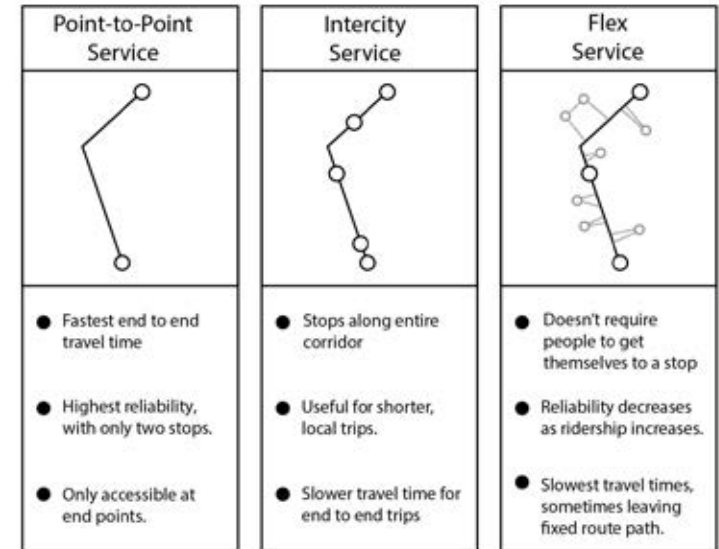 Point-to-Point
Service
Fastest end to end
travel time
Highest reliability,
with only two stops.
Only accessible at
end points.
Intercity
Service
Stops along entire
corridor
Useful for shorter,
local trips.
Slower travel time for
end to end trips
Flex
Service
Doesn't require
people to get
themselves to a stop
Reliability decreases
as ridership increases.
Slowest travel times,
sometimes leaving
fixed route path.